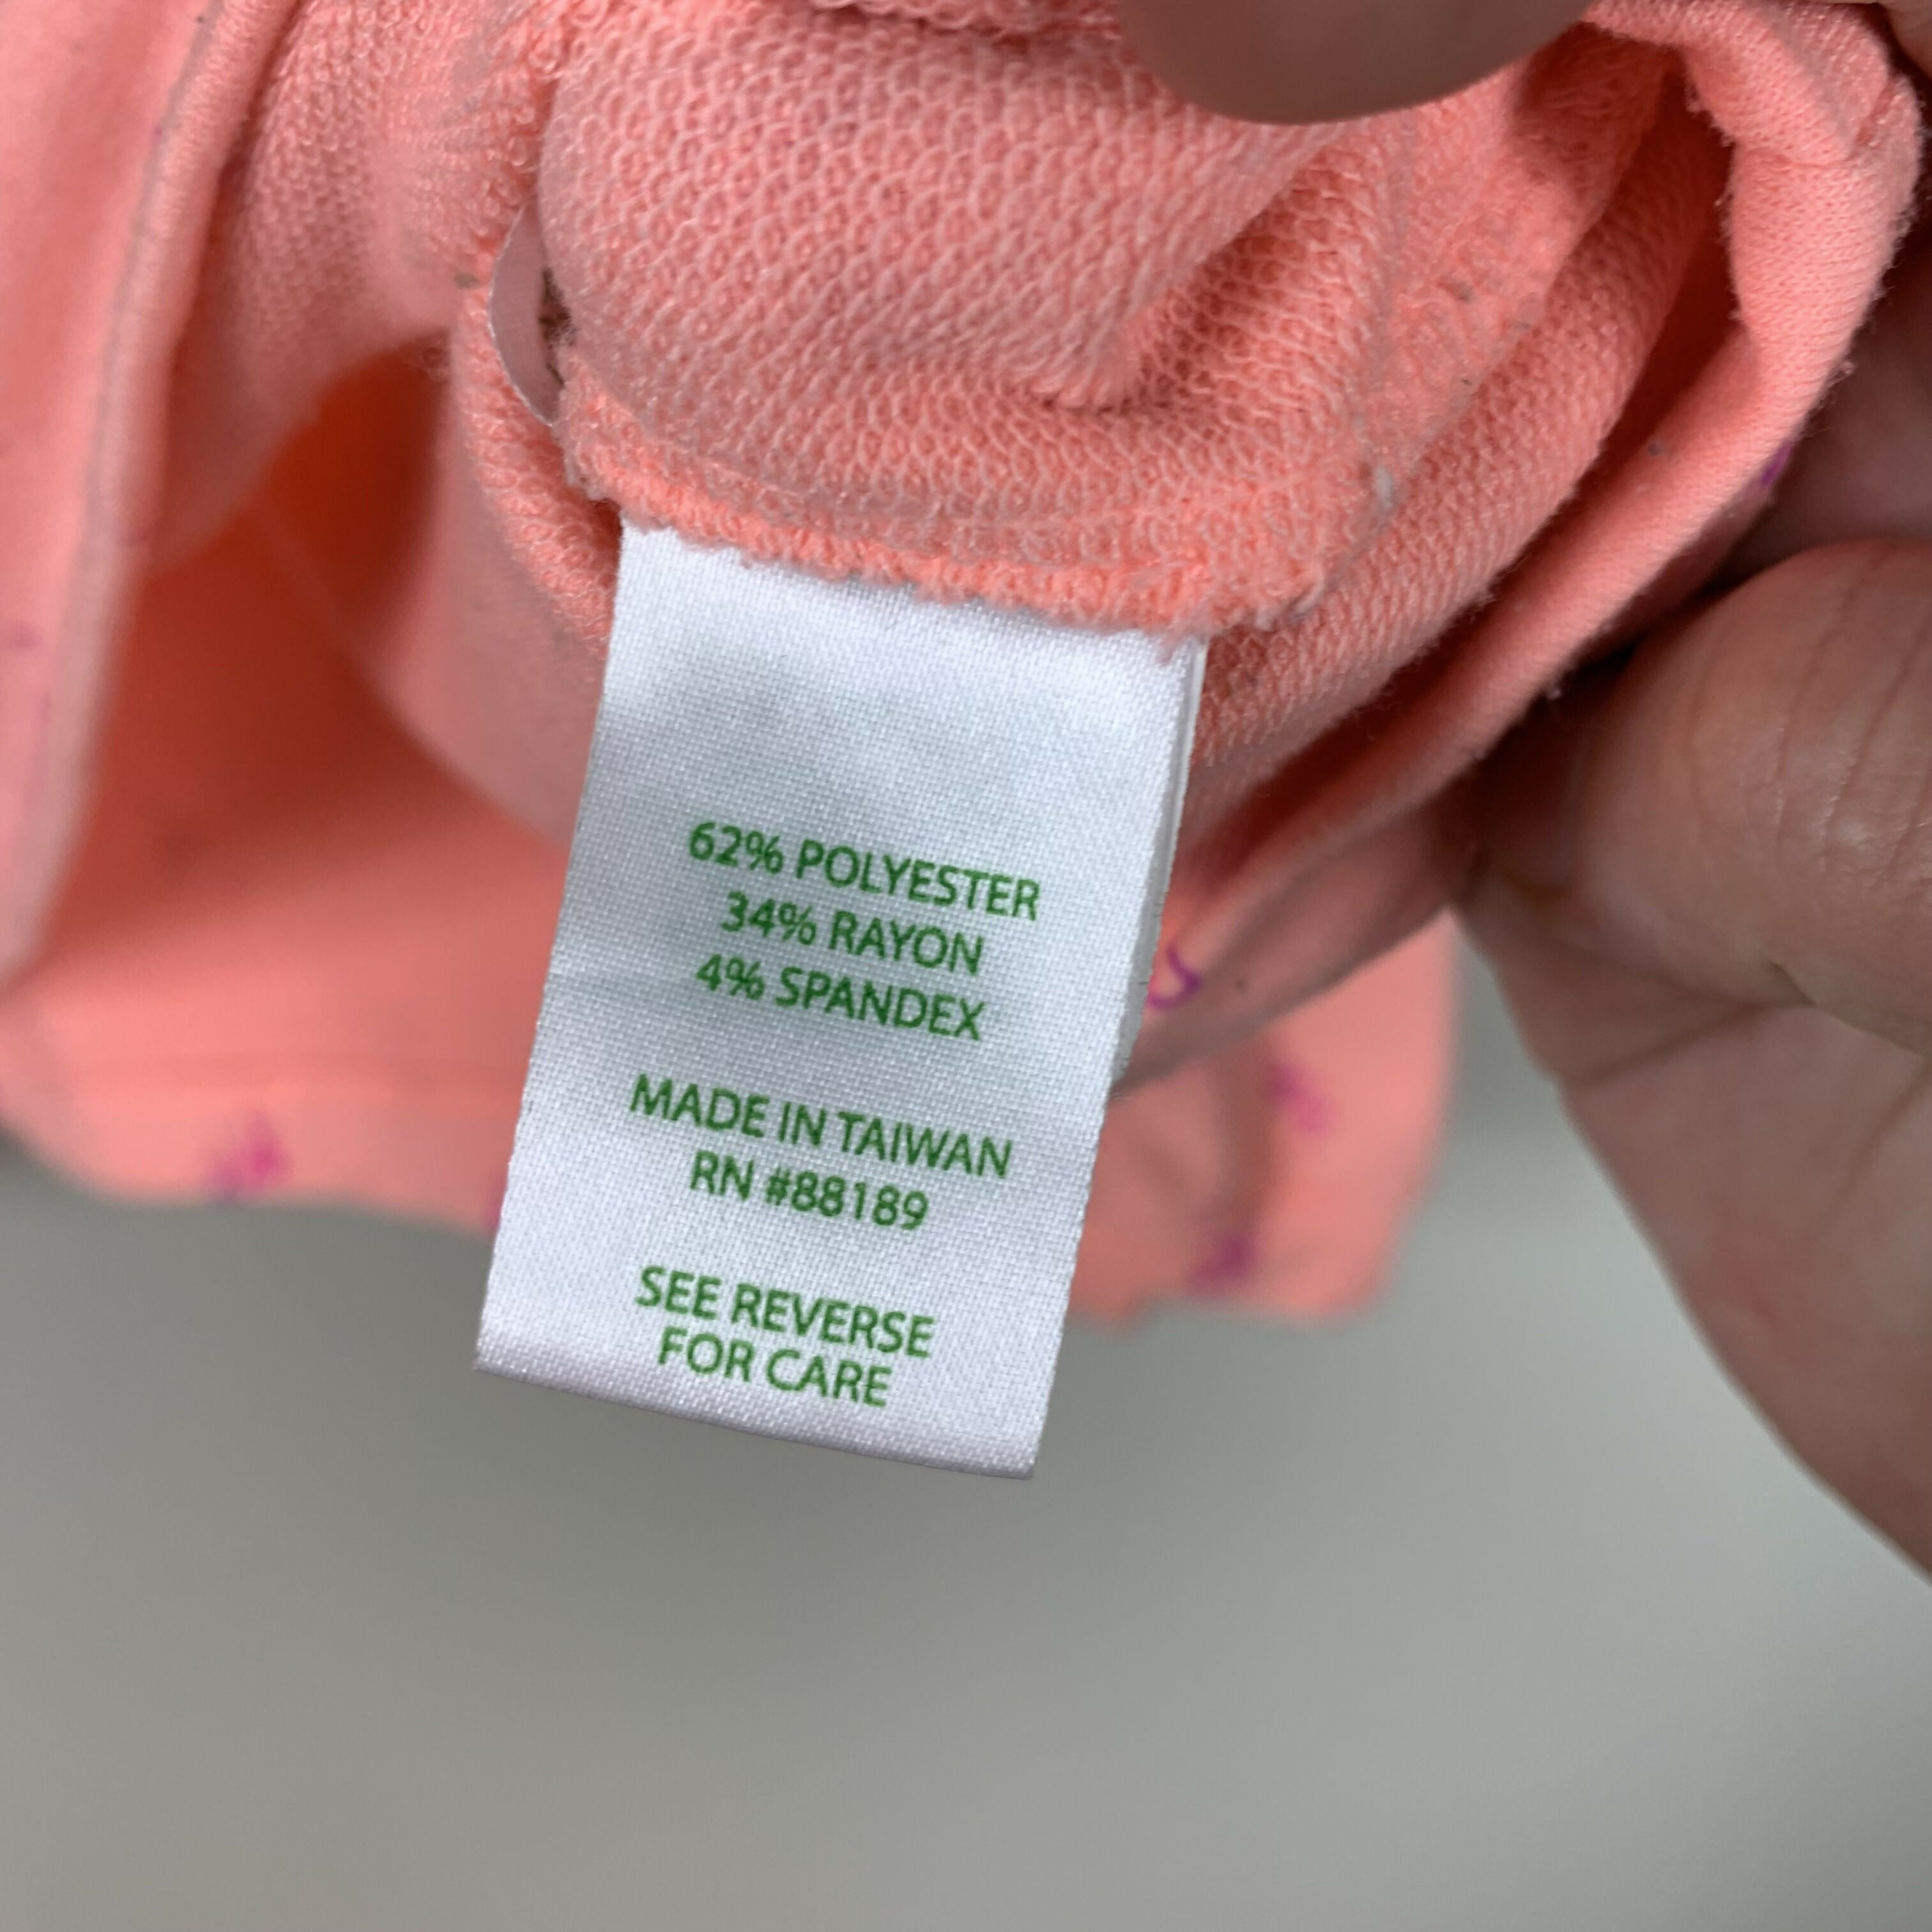 62% POLYESTER
34% RAYON
4% SPANDEX
MADE IN TAIWAN
RN #88189
SEE REVERSE
FOR CARE